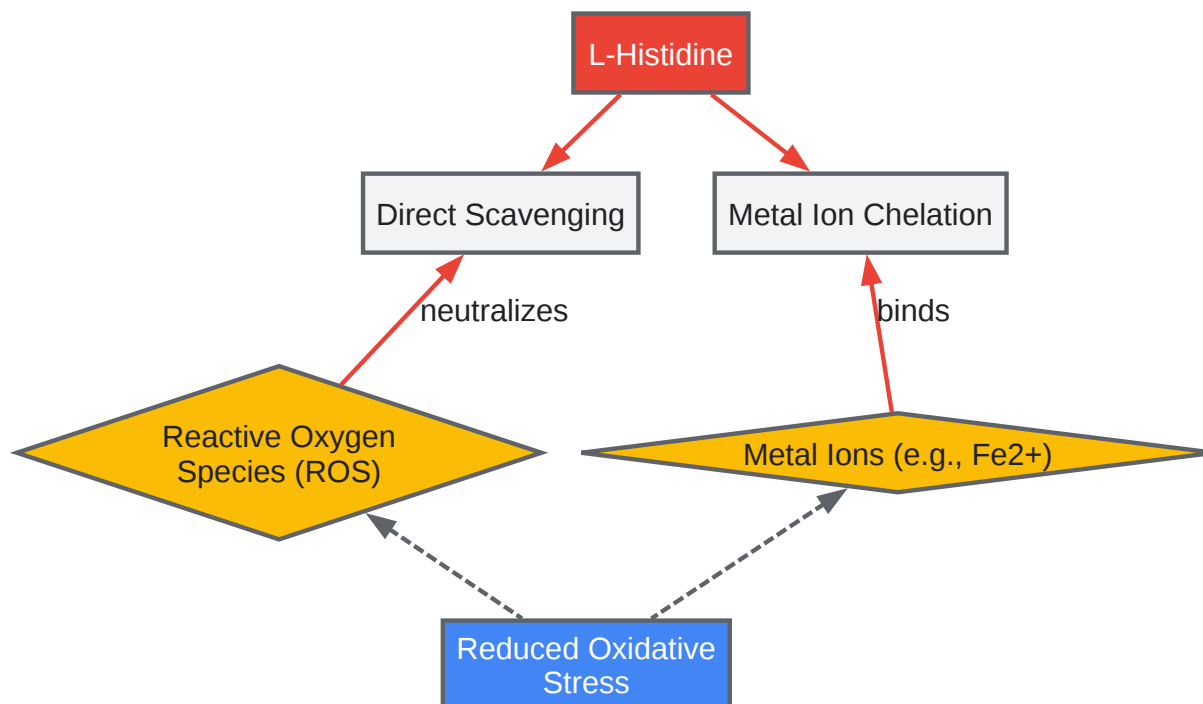 L-Histidine
Direct Scavenging
Metal Ion Chelation
neutralizes
binds
Reactive Oxygen
Species (ROS)
Metal Ions (e.g., Fe2+)
Reduced Oxidative
Stress